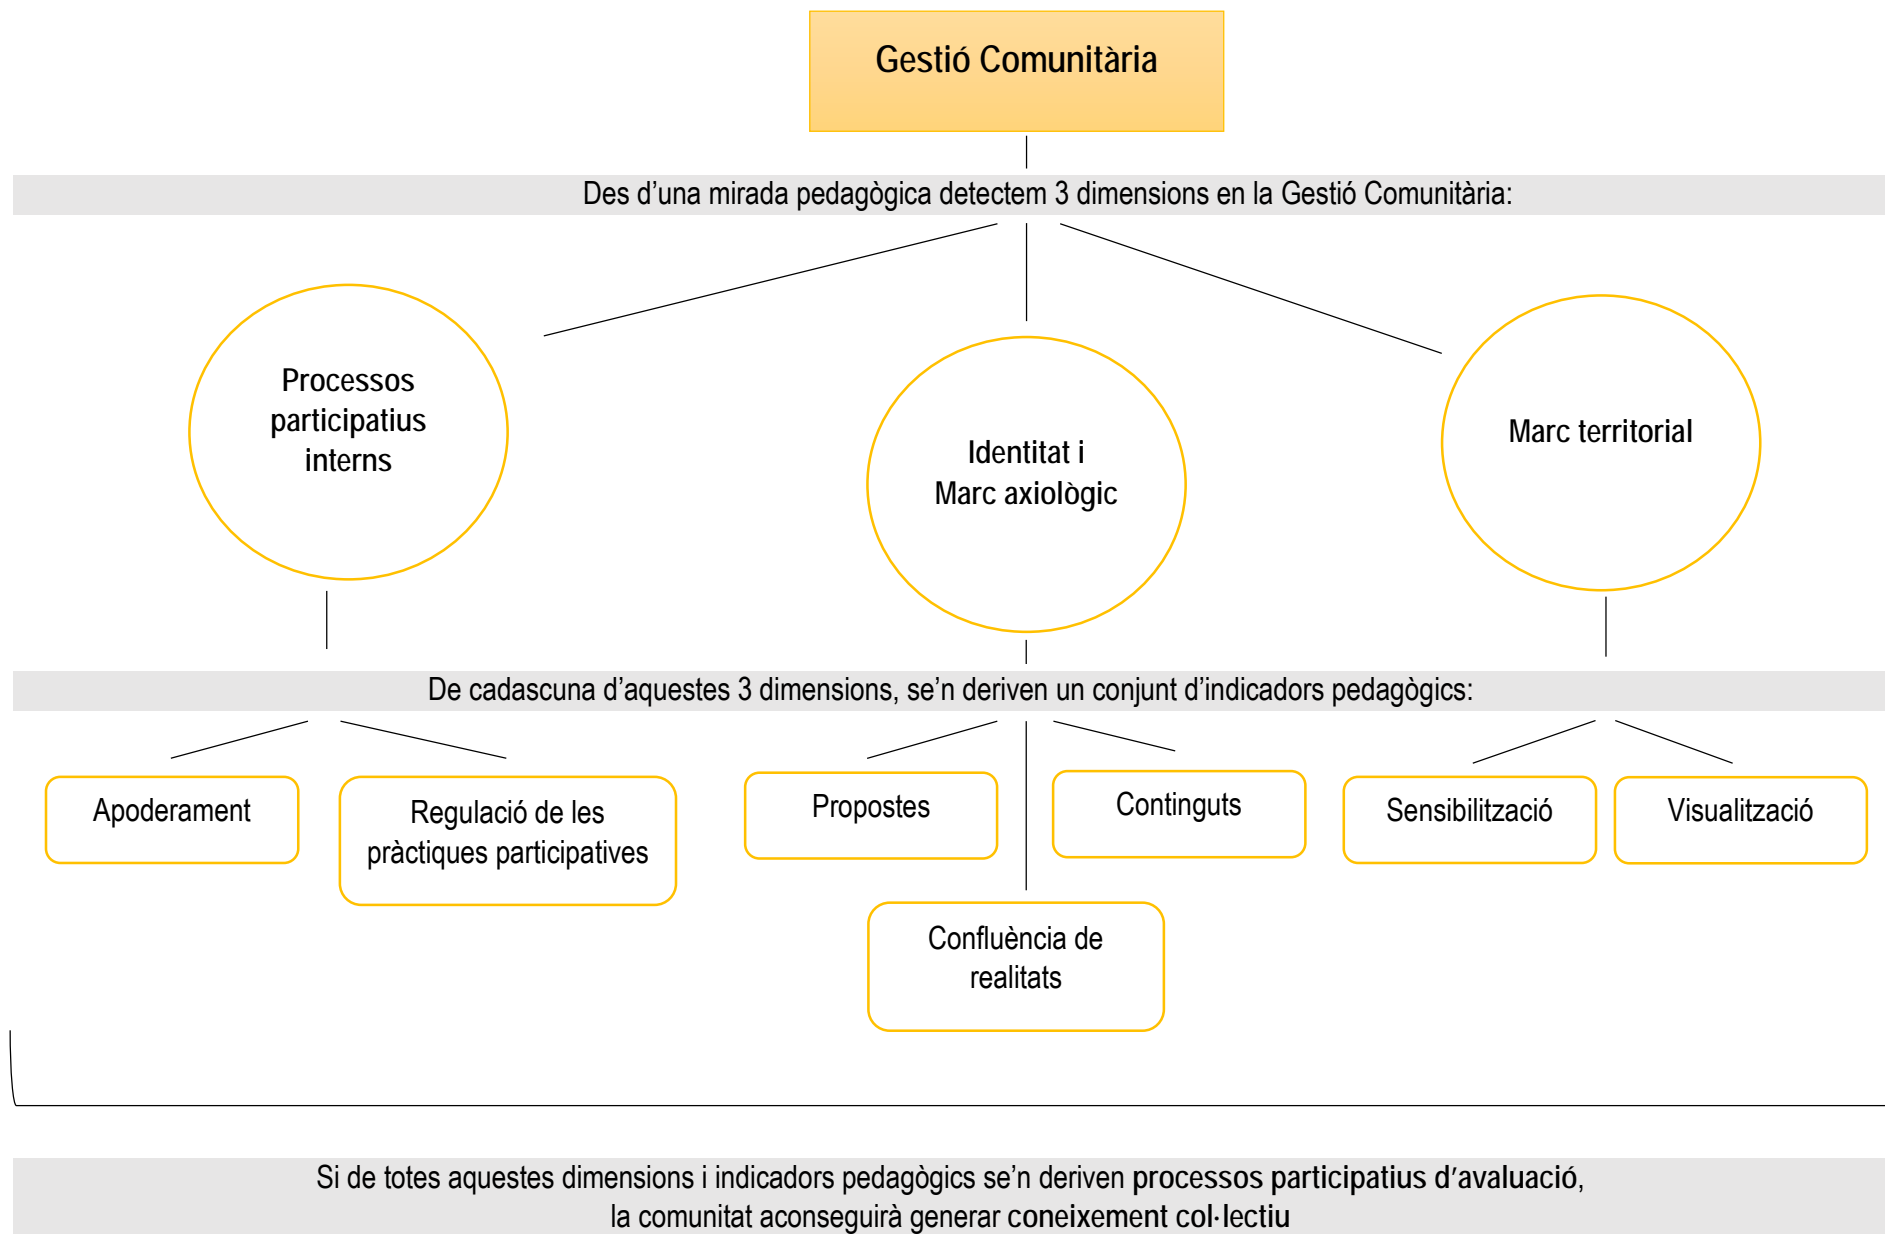 Gestió Comunitària
Des d’una mirada pedagògica detectem 3 dimensions en la Gestió Comunitària:
Processos
participatius
interns
Identitat i
Marc axiològic
Marc territorial
De cadascuna d’aquestes 3 dimensions, se’n deriven un conjunt d’indicadors pedagògics:
Apoderament
Regulació de les
pràctiques participatives
Propostes
Continguts
Sensibilització
Visualització
Confluència de
realitats
Si de totes aquestes dimensions i indicadors pedagògics se’n deriven processos participatius d’avaluació,
la comunitat aconseguirà generar coneixement col·lectiu